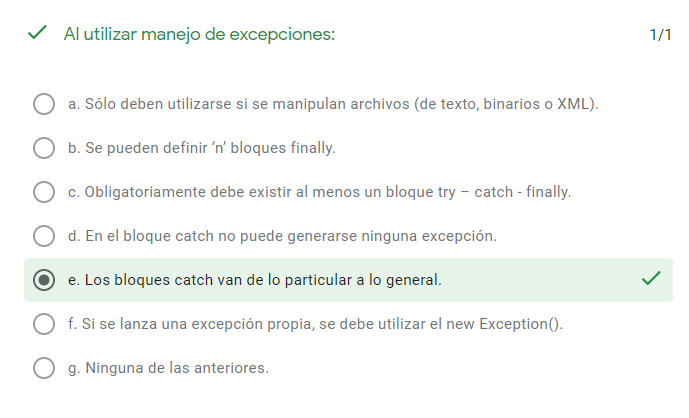 Al utilizar manejo de excepciones: 1/1
a. Sólo deben utilizarse si se manipulan archivos (de texto, binarios o XML).
b. Se pueden definir ‘n’ bloques finally.
c. Obligatoriamente debe existir al menos un bloque try – catch - finally.
d. En el bloque catch no puede generarse ninguna excepción.
e. Los bloques catch van de lo particular a lo general.
f. Si se lanza una excepción propia, se debe utilizar el new Exception().
g. Ninguna de las anteriores.